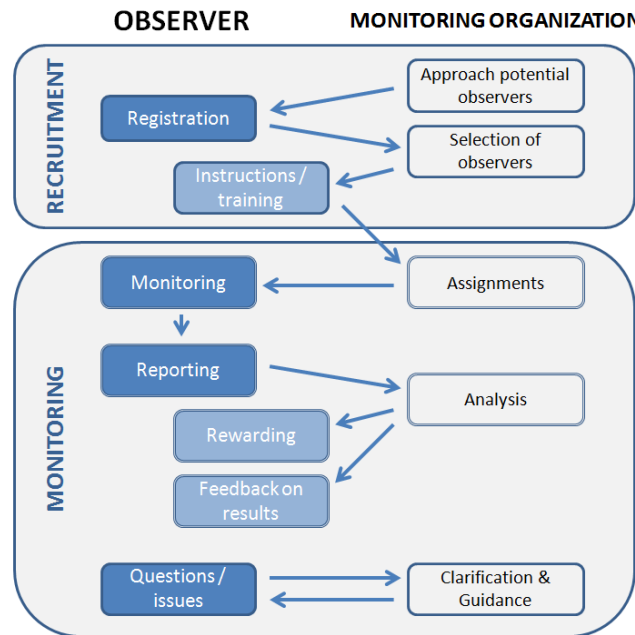 OBSERVER
MONITORING ORGANIZATION
RECRUITMENT
Approach potential
observers
Registration
Selection of
observers
Instructions /
training
MONITORING
Monitoring
Assignments
Reporting
Analysis
Rewarding
Feedback on
results
Questions /
issues
Clarification &
Guidance